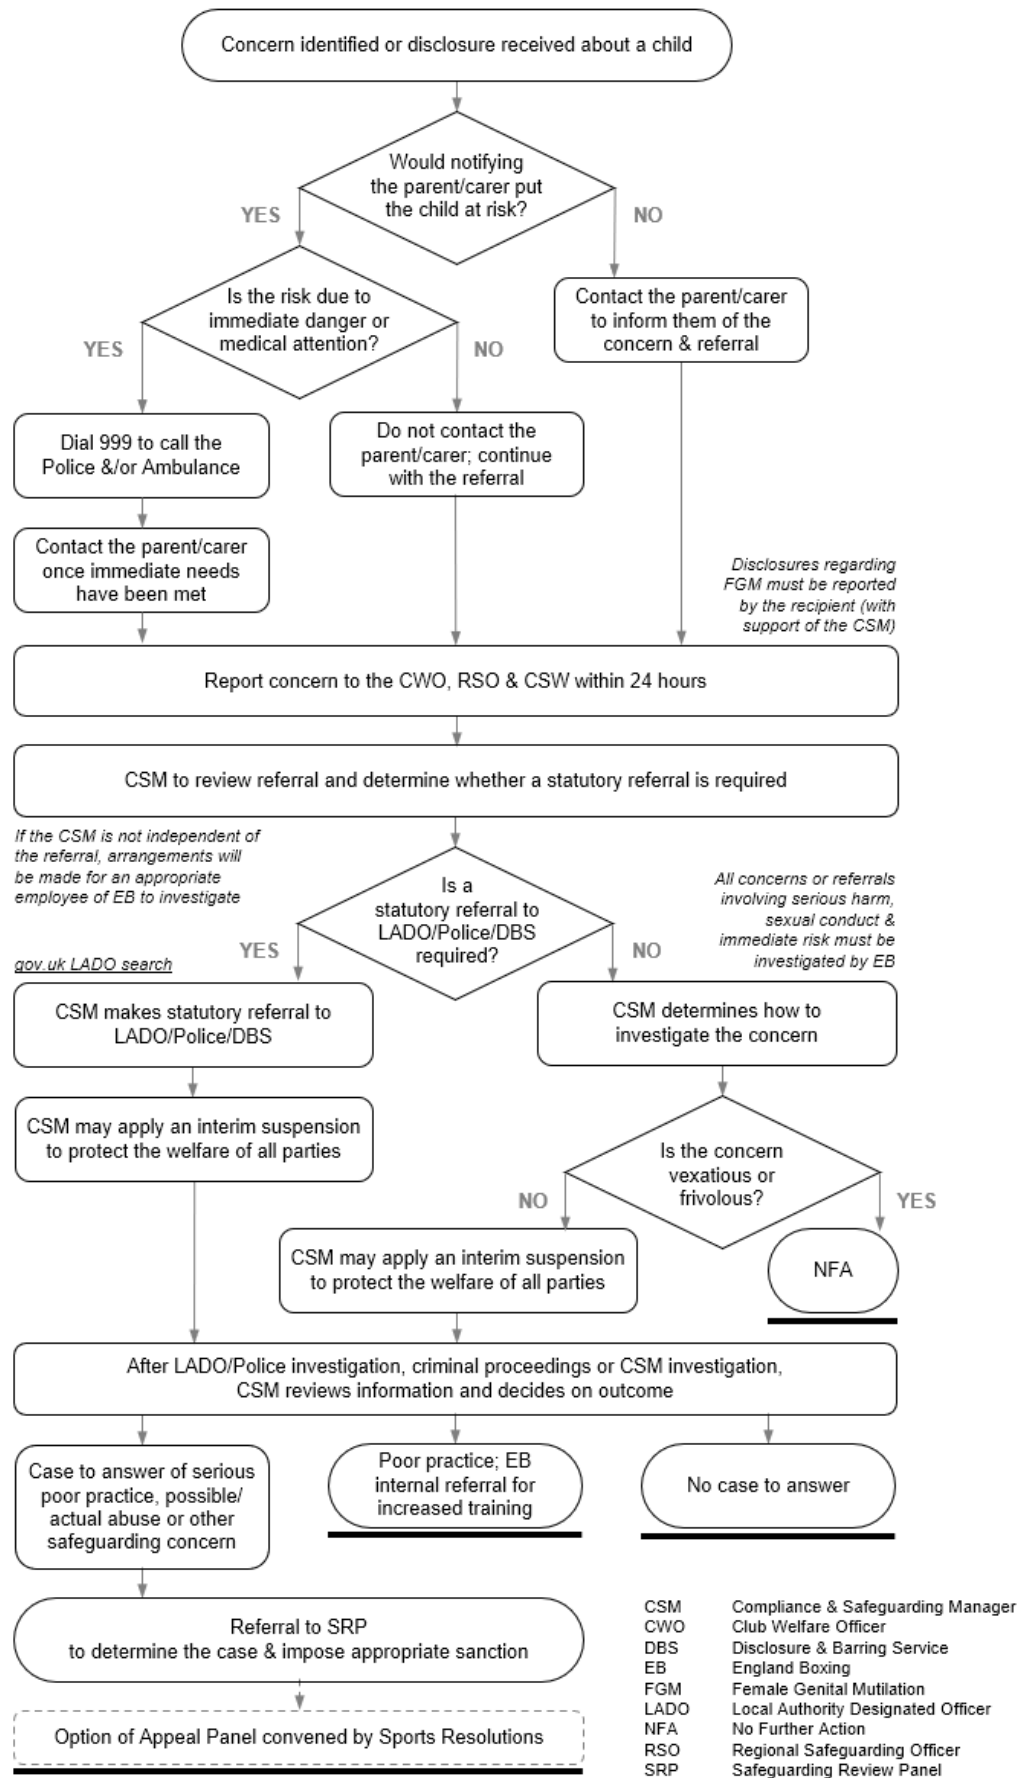 Concern identified or disclosure received about a child
Would notifying
the parent/carer put
the child at risk?
YES
NO
Is the risk due to
immediate danger or
medical attention?
YES
NO
Contact the parent/carer
to inform them of the
concern & referral
Dial 999 to call the
Police &/or Ambulance
Do not contact the
parent/carer; continue
with the referral
Contact the parent/carer
once immediate needs
have been met
Disclosures regarding
FGM must be reported
by the recipient (with
support of the CSM)
Report concern to the CWO, RSO & CSW within 24 hours
CSM to review referral and determine whether a statutory referral is required
If the CSM is not independent of
the referral, arrangements will
be made for an appropriate
employee of EB to investigate
Is a
statutory referral to
LADO/Police/DBS
required?
All concerns or referrals
involving serious harm,
sexual conduct &
immediate risk must be
investigated by EB
YES
NO
gov.uk LADO search
CSM makes statutory referral to
LADO/Police/DBS
CSM determines how to
investigate the concern
CSM may apply an interim suspension
to protect the welfare of all parties
Is the concern
vexatious or
frivolous?
NO
YES
CSM may apply an interim suspension
to protect the welfare of all parties
NFA
After LADO/Police investigation, criminal proceedings or CSM investigation,
CSM reviews information and decides on outcome
Case to answer of serious
poor practice, possible/
actual abuse or other
safeguarding concern
Poor practice; EB
internal referral for
increased training
No case to answer
Referral to SRP
to determine the case & impose appropriate sanction
Option of Appeal Panel convened by Sports Resolutions
CSM Compliance & Safeguarding Manager
CWO Club Welfare Officer
DBS Disclosure & Barring Service
EB England Boxing
FGM Female Genital Mutilation
LADO Local Authority Designated Officer
NFA No Further Action
RSO Regional Safeguarding Officer
SRP Safeguarding Review Panel